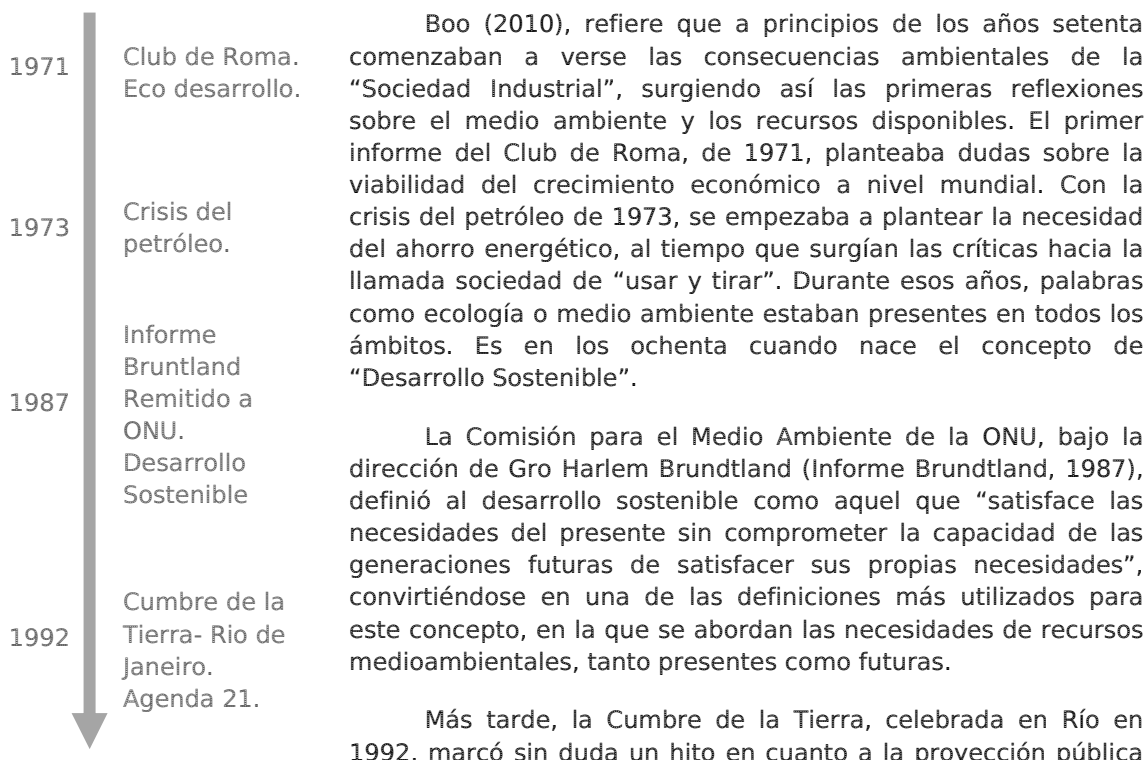 1971
Club de Roma.
Eco desarrollo.
1973
Crisis del
petróleo.
1987
Informe
Bruntland
Remitido a
ONU.
Desarrollo
Sostenible
1992
Cumbre de la
Tierra- Rio de
Janeiro.
Agenda 21.
Boo (2010), refiere que a principios de los años setenta
comenzaban a verse las consecuencias ambientales de la
“Sociedad Industrial”, surgiendo así las primeras reflexiones
sobre el medio ambiente y los recursos disponibles. El primer
informe del Club de Roma, de 1971, planteaba dudas sobre la
viabilidad del crecimiento económico a nivel mundial. Con la
crisis del petróleo de 1973, se empezaba a plantear la necesidad
del ahorro energético, al tiempo que surgían las críticas hacia la
llamada sociedad de “usar y tirar”. Durante esos años, palabras
como ecología o medio ambiente estaban presentes en todos los
ámbitos. Es en los ochenta cuando nace el concepto de
“Desarrollo Sostenible”.
La Comisión para el Medio Ambiente de la ONU, bajo la
dirección de Gro Harlem Brundtland (Informe Brundtland, 1987),
definió al desarrollo sostenible como aquel que “satisface las
necesidades del presente sin comprometer la capacidad de las
generaciones futuras de satisfacer sus propias necesidades”,
convirtiéndose en una de las definiciones más utilizados para
este concepto, en la que se abordan las necesidades de recursos
medioambientales, tanto presentes como futuras.
Más tarde, la Cumbre de la Tierra, celebrada en Río en
1992, marcó sin duda un hito en cuanto a la proyección pública